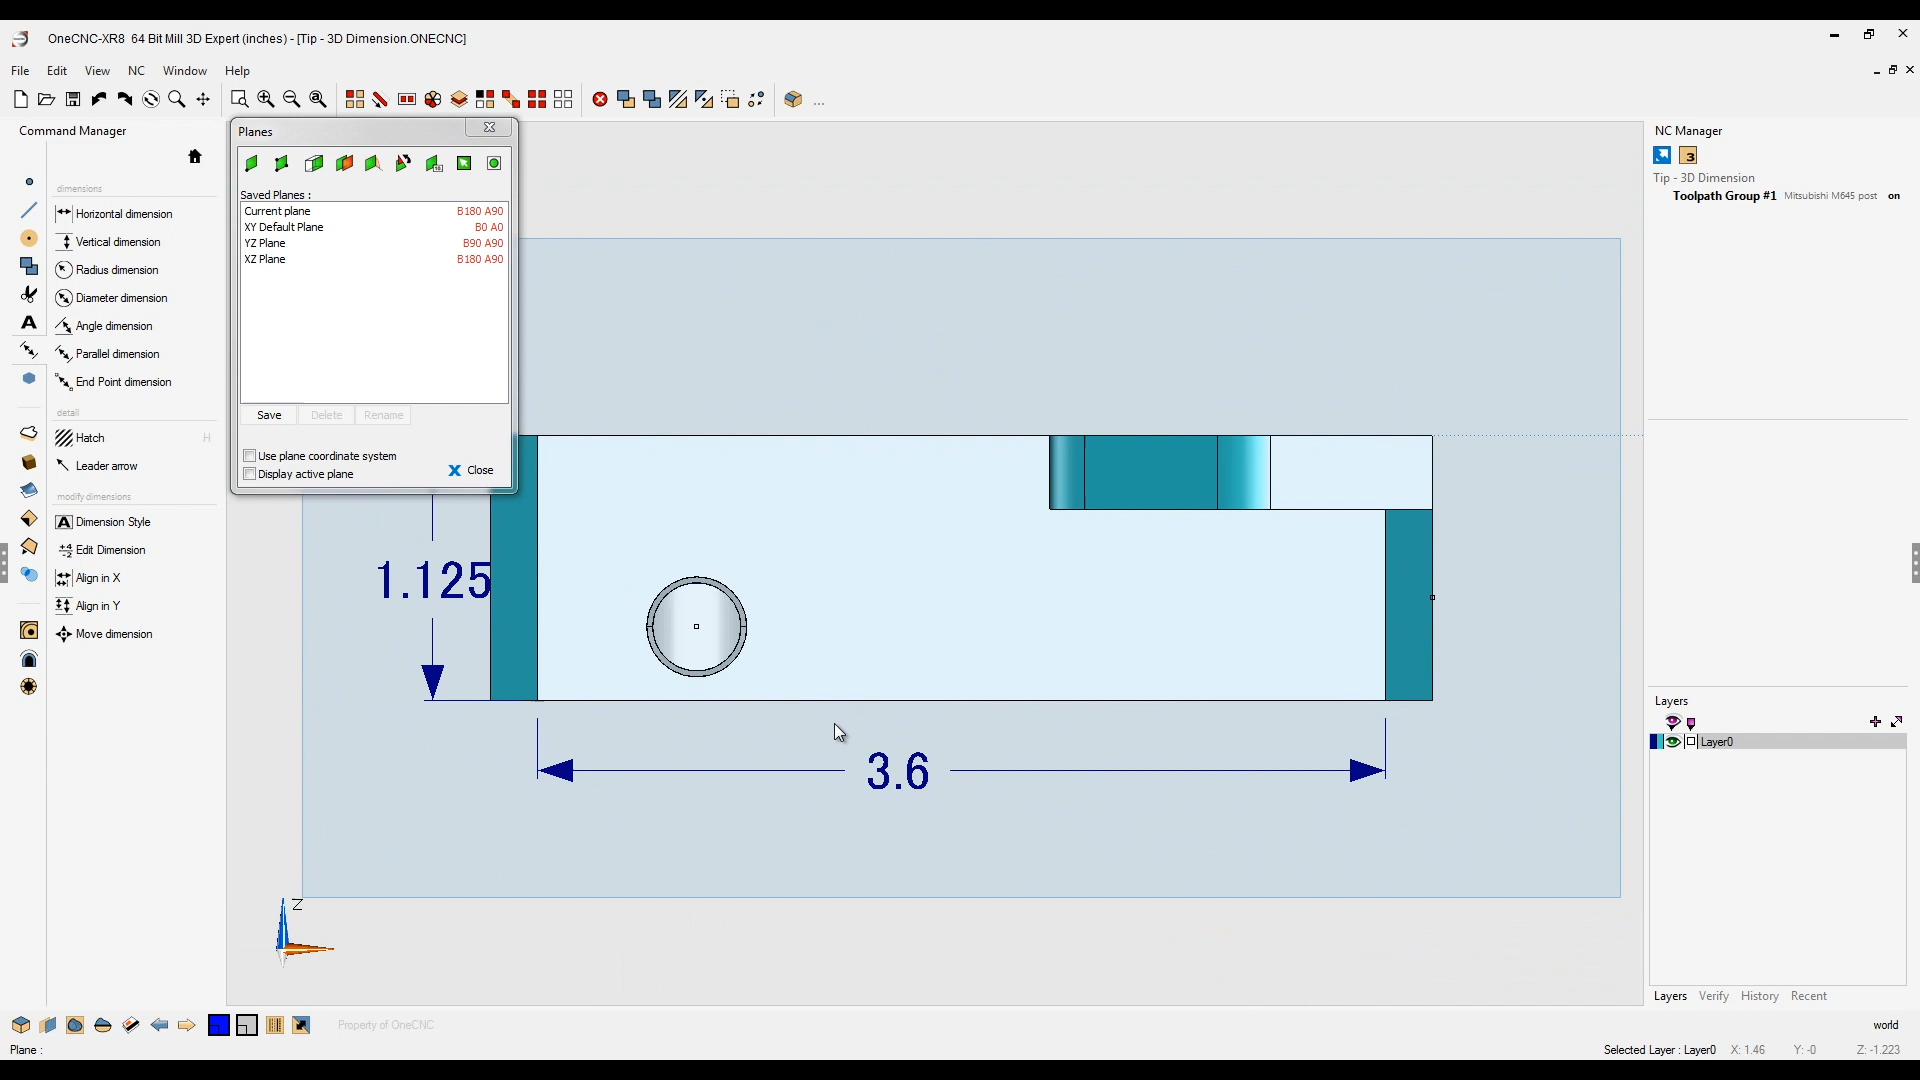 OneCNC-XR8 64 Bit Mill 3D Expert (inches) - [Tip - 3D Dimension.ONECNC]
File Edit View NC Window Help
Command Manager
dimensions
Horizontal dimension
Vertical dimension
Radius dimension
Diameter dimension
Angle dimension
Parallel dimension
End Point dimension
detail
Hatch H
Leader arrow
modify dimensions
A Dimension Style
Edit Dimension
Align in X
Align in Y
Move dimension
Planes
Saved Planes :
Current plane B180 A90
XY Default Plane B0 A0
YZ Plane B90 A90
XZ Plane B180 A90
Save Delete Rename
Use plane coordinate system
Display active plane
X Close
1.125
3.6
Z
NC Manager
3
Tip - 3D Dimension
Toolpath Group #1 Mitsubishi M645 post on
Layers
Layer0
Layers Verify History Recent
Property of OneCNC
world
Plane :
Selected Layer : Layer0 X: 1.46 Y: -0 Z: -1.223